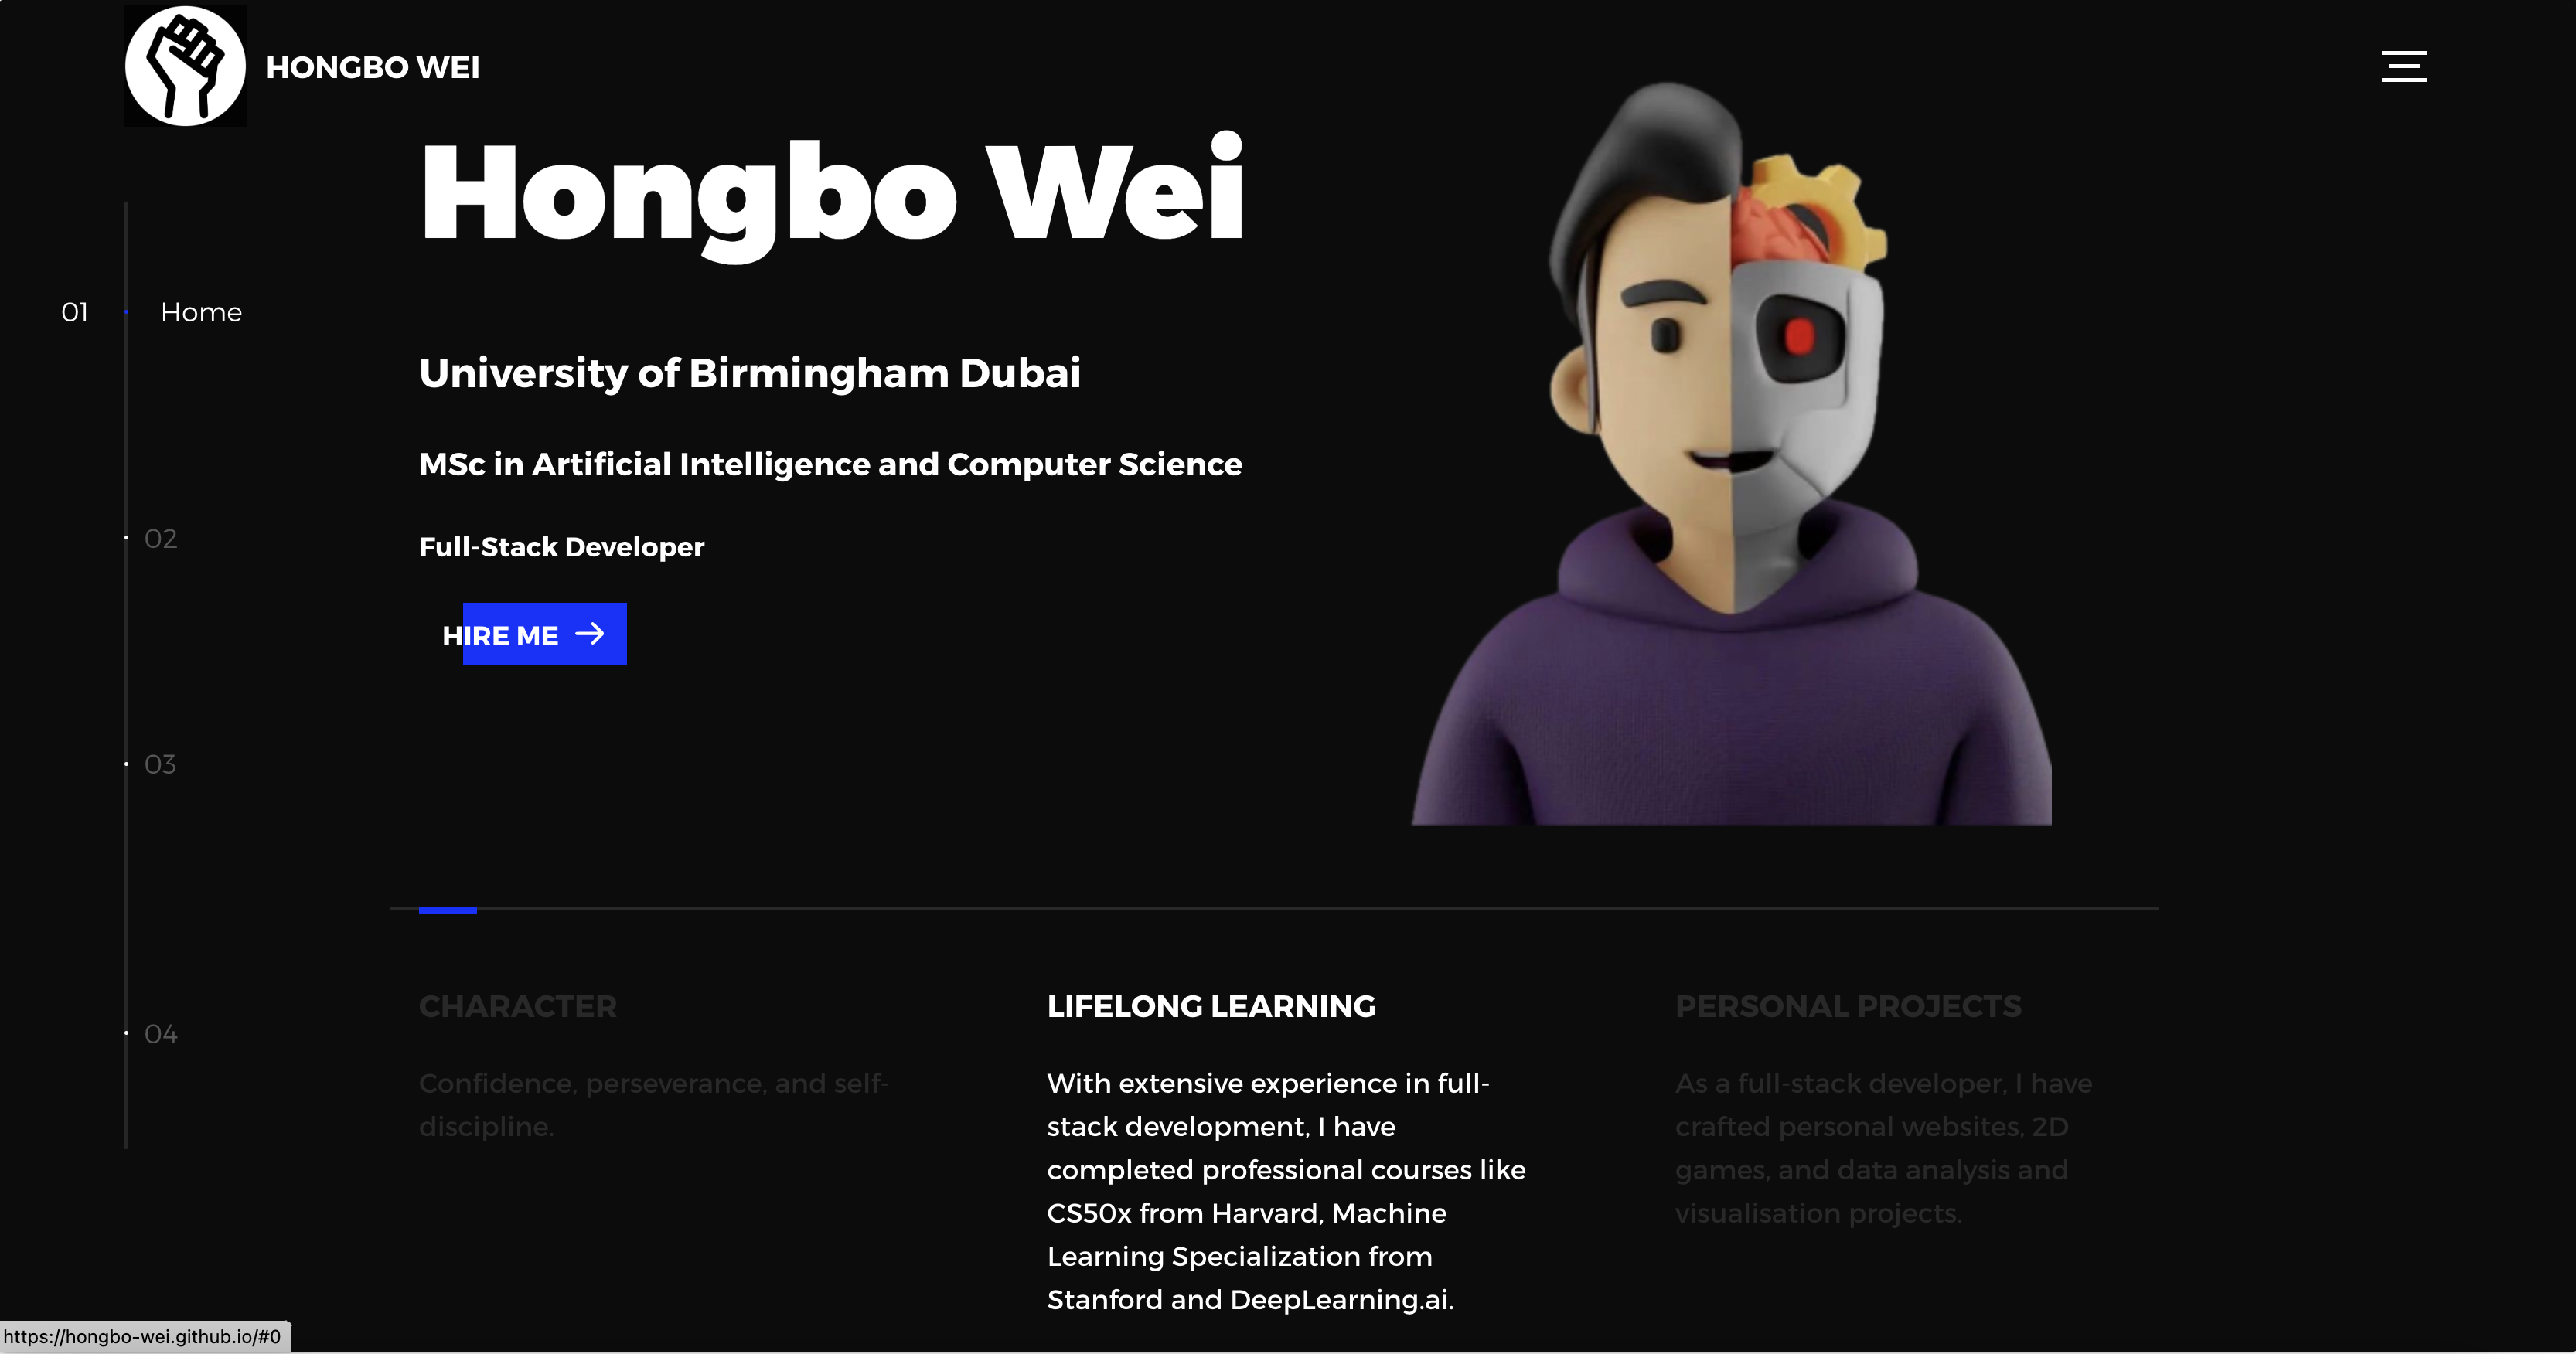 HONGBO WEI
Hongbo Wei
01 Home
University of Birmingham Dubai
MSc in Artificial Intelligence and Computer Science
02
Full-Stack Developer
HIRE ME
03
CHARACTER
Confidence, perseverance, and self-
discipline.
LIFELONG LEARNING
With extensive experience in full-
stack development, I have
completed professional courses like
CS50x from Harvard, Machine
Learning Specialization from
Stanford and DeepLearning.ai.
PERSONAL PROJECTS
As a full-stack developer, I have
crafted personal websites, 2D
games, and data analysis and
visualisation projects.
04
https://hongbo-wei.github.io/#0